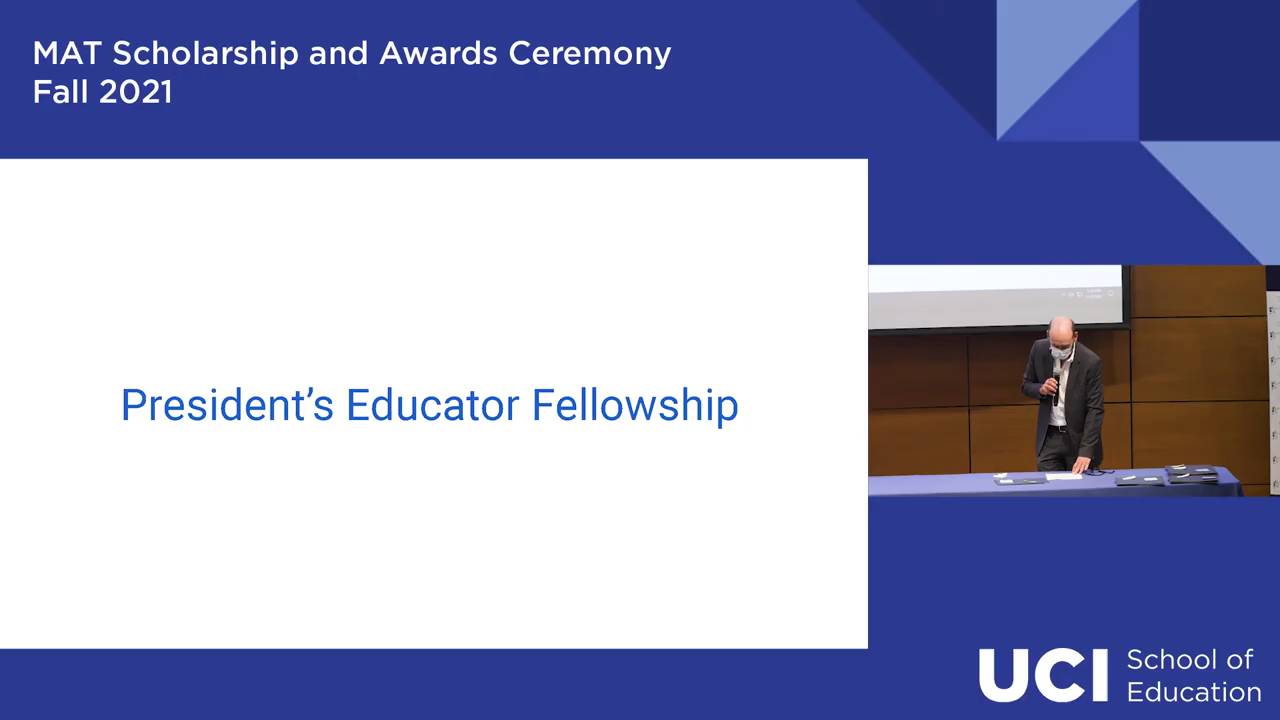 MAT Scholarship and Awards Ceremony
Fall 2021
President’s Educator Fellowship
UCI School of
Education